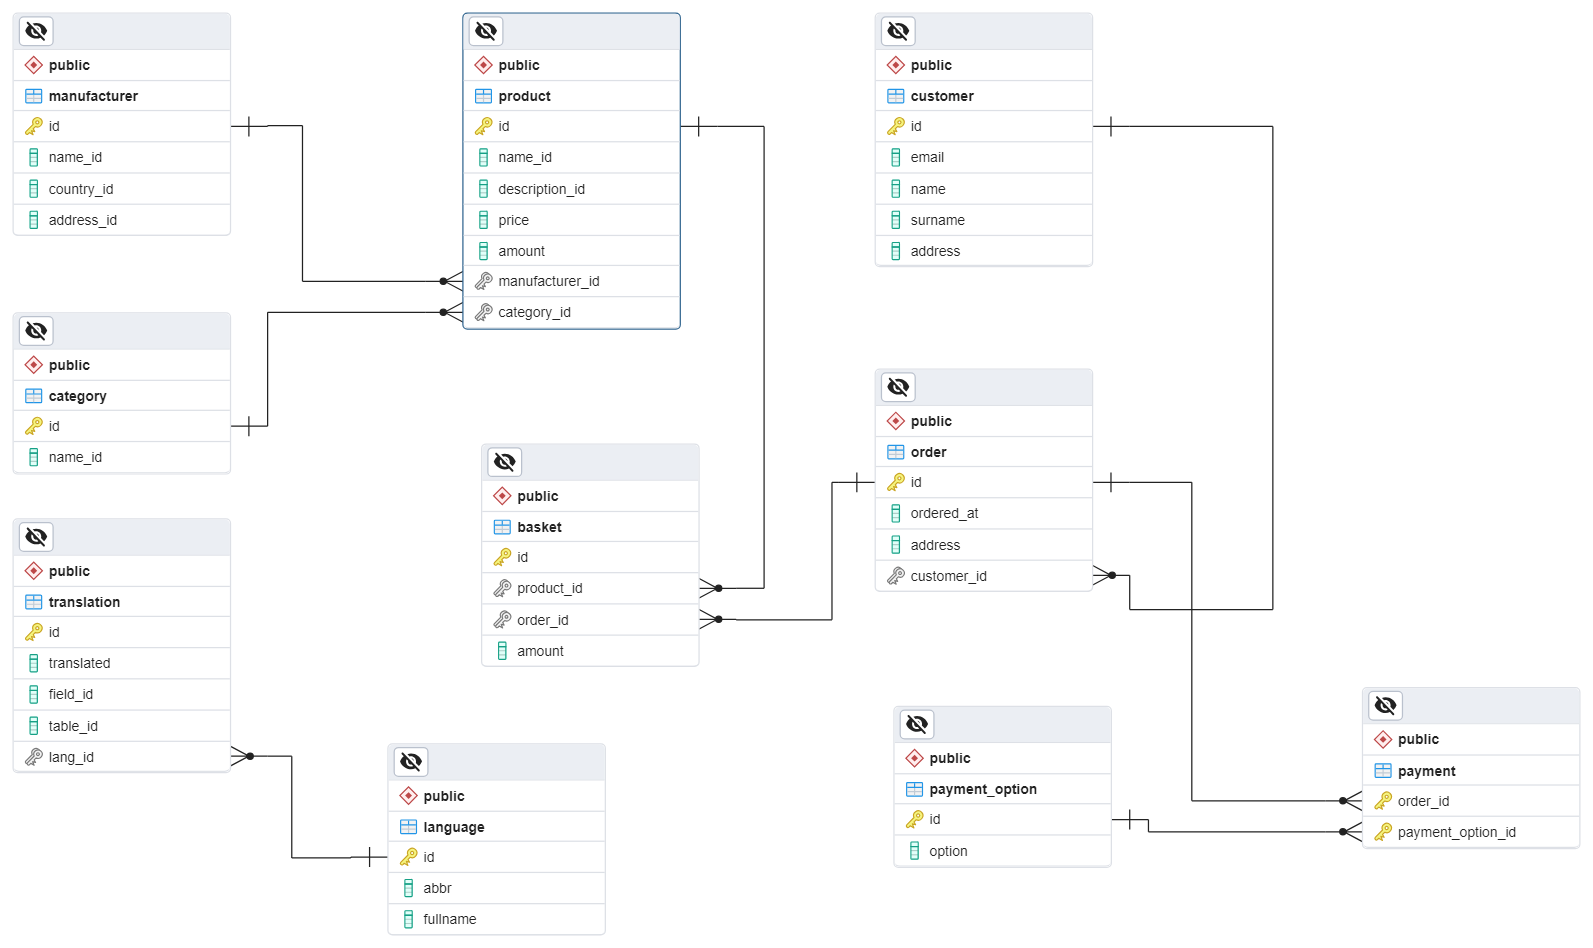 public
manufacturer
id
name_id
country_id
address_id
public
product
id
name_id
description_id
price
amount
manufacturer_id
category_id
public
customer
id
email
name
surname
address
public
category
id
name_id
public
order
id
ordered_at
address
customer_id
public
basket
id
product_id
order_id
amount
public
translation
id
translated
field_id
table_id
lang_id
public
language
id
abbr
fullname
public
payment_option
id
option
public
payment
order_id
payment_option_id